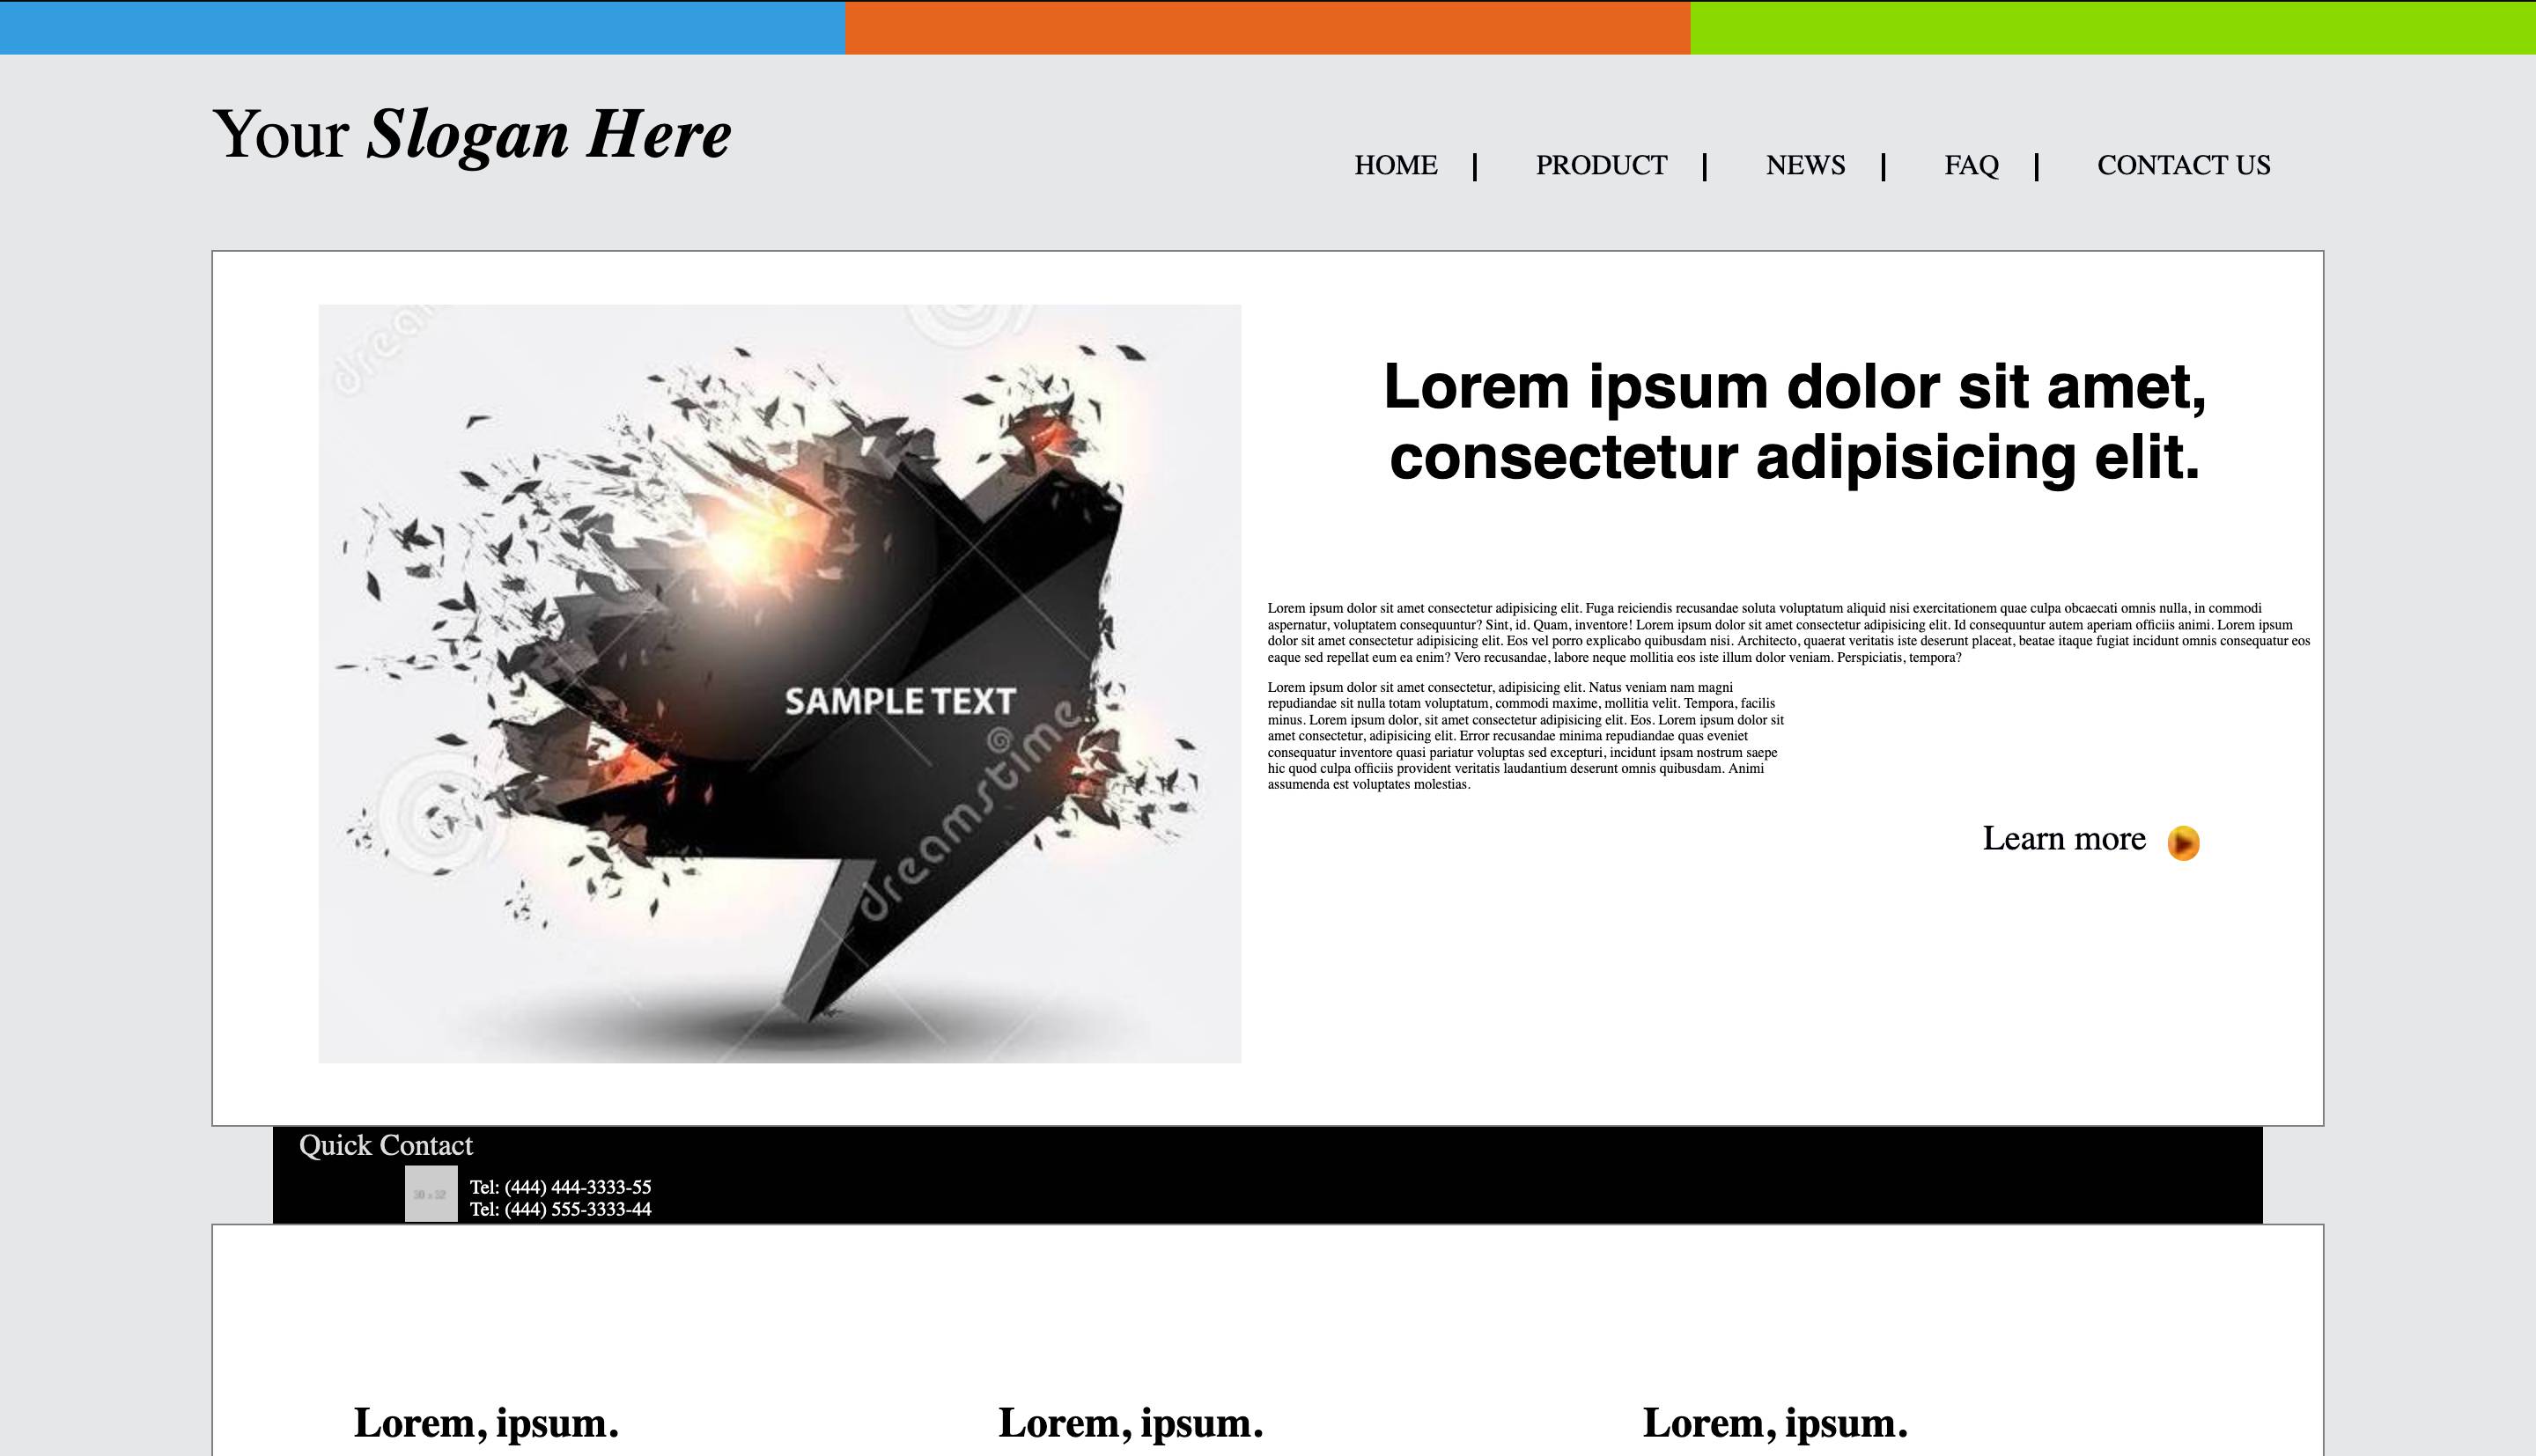 Your Slogan Here
HOME | PRODUCT | NEWS | FAQ | CONTACT US
Lorem ipsum dolor sit amet,
consectetur adipisicing elit.
SAMPLE TEXT
dreamstime
Lorem ipsum dolor sit amet consectetur adipisicing elit. Fuga reiciendis recusandae soluta voluptatum aliquid nisi exercitationem quae culpa obcaecati omnis nulla, in commodi
aspernatur, voluptatem consequuntur? Sint, id. Quam, inventore! Lorem ipsum dolor sit amet consectetur adipisicing elit. Id consequuntur autem aperiam officiis animi. Lorem ipsum
dolor sit amet consectetur adipisicing elit. Eos vel porro explicabo quibusdam nisi. Architecto, quaerat veritatis iste deserunt placeat, beatae itaque fugiat incidunt omnis consequatur eos
eaque sed repellat eum ea enim? Vero recusandae, labore neque mollitia eos iste illum dolor veniam. Perspiciatis, tempora?
Lorem ipsum dolor sit amet consectetur, adipisicing elit. Natus veniam nam magni
repudiandae sit nulla totam voluptatum, commodi maxime, mollitia velit. Tempora, facilis
minus. Lorem ipsum dolor, sit amet consectetur adipisicing elit. Eos. Lorem ipsum dolor sit
amet consectetur, adipisicing elit. Error recusandae minima repudiandae quas eveniet
consequatur inventore quasi pariatur voluptas sed excepturi, incidunt ipsam nostrum saepe
hic quod culpa officiis provident veritatis laudantium deserunt omnis quibusdam. Animi
assumenda est voluptates molestias.
Learn more
Quick Contact
Tel: (444) 444-3333-55
Tel: (444) 555-3333-44
Lorem, ipsum.
Lorem, ipsum.
Lorem, ipsum.